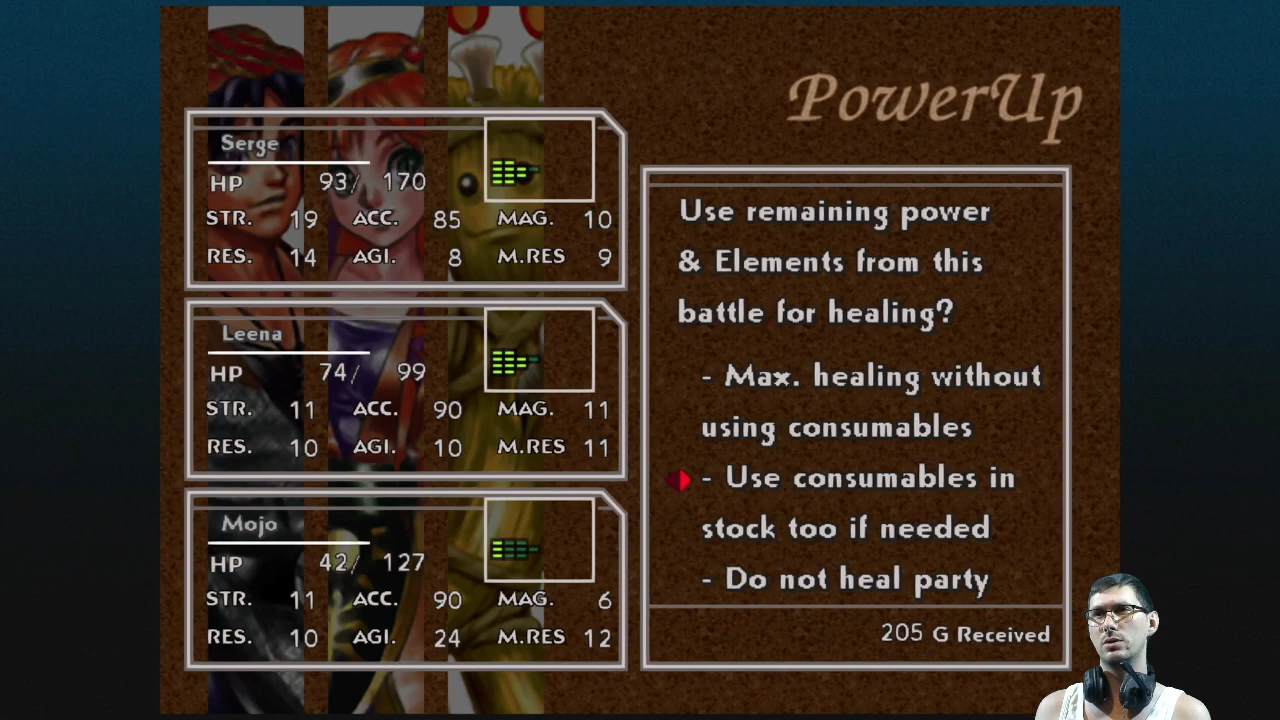 PowerUp
Serge
HP 93/ 170
STR. 19 ACC. 85 MAG. 10
RES. 14 AGI. 8 M.RES 9
Leena
HP 74/ 99
STR. 11 ACC. 90 MAG. 11
RES. 10 AGI. 10 M.RES 11
Mojo
HP 42/ 127
STR. 11 ACC. 90 MAG. 6
RES. 10 AGI. 24 M.RES 12
Use remaining power
& Elements from this
battle for healing?
- Max. healing without
using consumables
- Use consumables in
stock too if needed
- Do not heal party
205 G Received